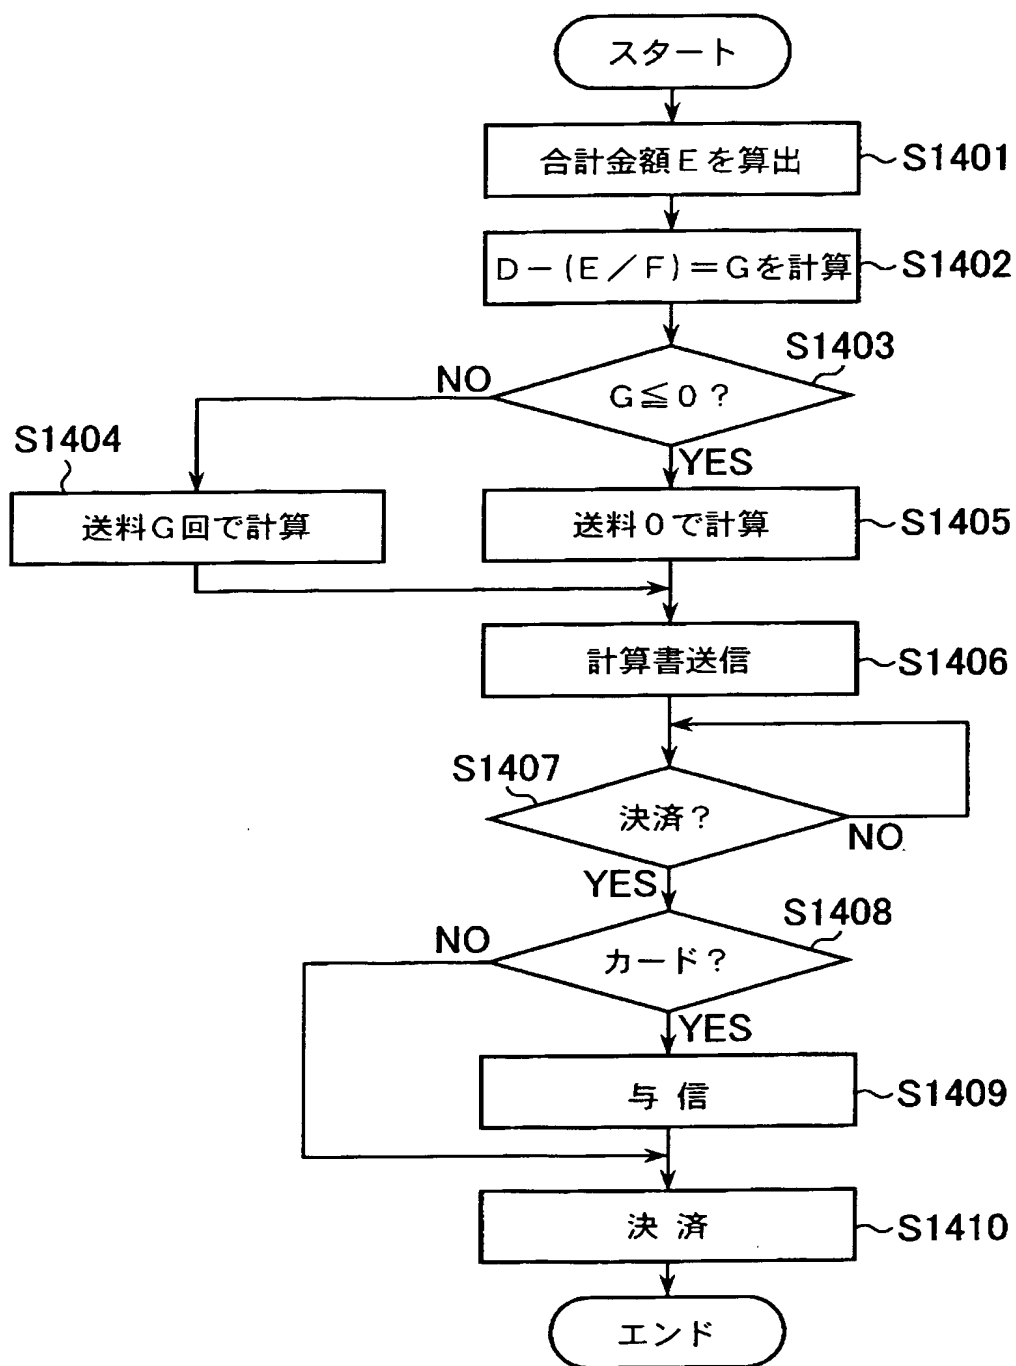 スタート
合計金額Eを算出
S1401
D-(E/F)=Gを計算
S1402
S1403
G≦0?
NO
YES
S1404
送料G回で計算
送料0で計算
S1405
計算書送信
S1406
S1407
決済?
NO
YES
S1408
カード?
NO
YES
与信
S1409
決済
S1410
エンド